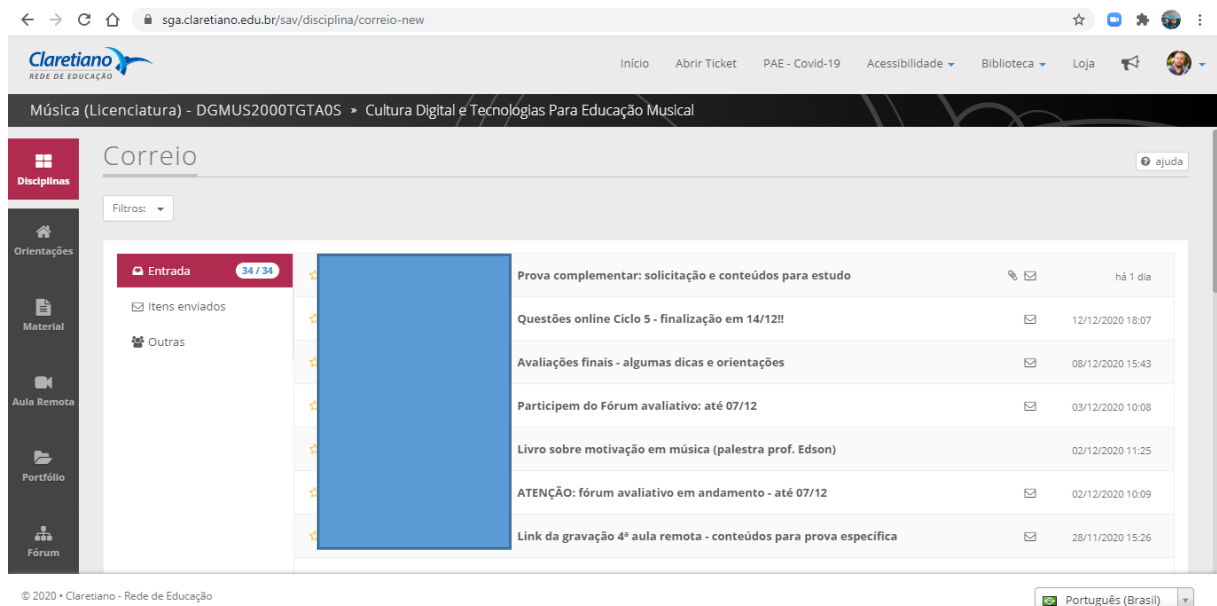 sga.claretiano.edu.br/sav/disciplina/correio-new
Claretiano
REDE DE EDUCAÇÃO
Início Abrir Ticket PAE - Covid-19 Acessibilidade Biblioteca Loja
Música (Licenciatura) - DGMUS2000TGTA0S » Cultura Digital e Tecnologias Para Educação Musical
Disciplinas
Orientações
Material
Aula Remota
Portfólio
Fórum
Correio
ajuda
Filtros:
Entrada 34 / 34
Itens enviados
Outras
Prova complementar: solicitação e conteúdos para estudo há 1 dia
Questões online Ciclo 5 - finalização em 14/12!! 12/12/2020 18:07
Avaliações finais - algumas dicas e orientações 08/12/2020 15:43
Participem do Fórum avaliativo: até 07/12 03/12/2020 10:08
Livro sobre motivação em música (palestra prof. Edson) 02/12/2020 11:25
ATENÇÃO: fórum avaliativo em andamento - até 07/12 02/12/2020 10:09
Link da gravação 4ª aula remota - conteúdos para prova específica 28/11/2020 15:26
© 2020 • Claretiano - Rede de Educação
Português (Brasil)